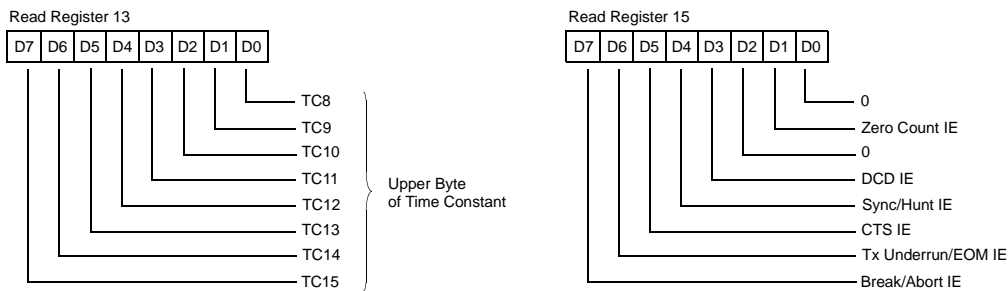 Read Register 13
D7 D6 D5 D4 D3 D2 D1 D0
TC8
TC9
TC10
TC11
TC12
TC13
TC14
TC15
Upper Byte
of Time Constant
Read Register 15
D7 D6 D5 D4 D3 D2 D1 D0
0
Zero Count IE
0
DCD IE
Sync/Hunt IE
CTS IE
Tx Underrun/EOM IE
Break/Abort IE